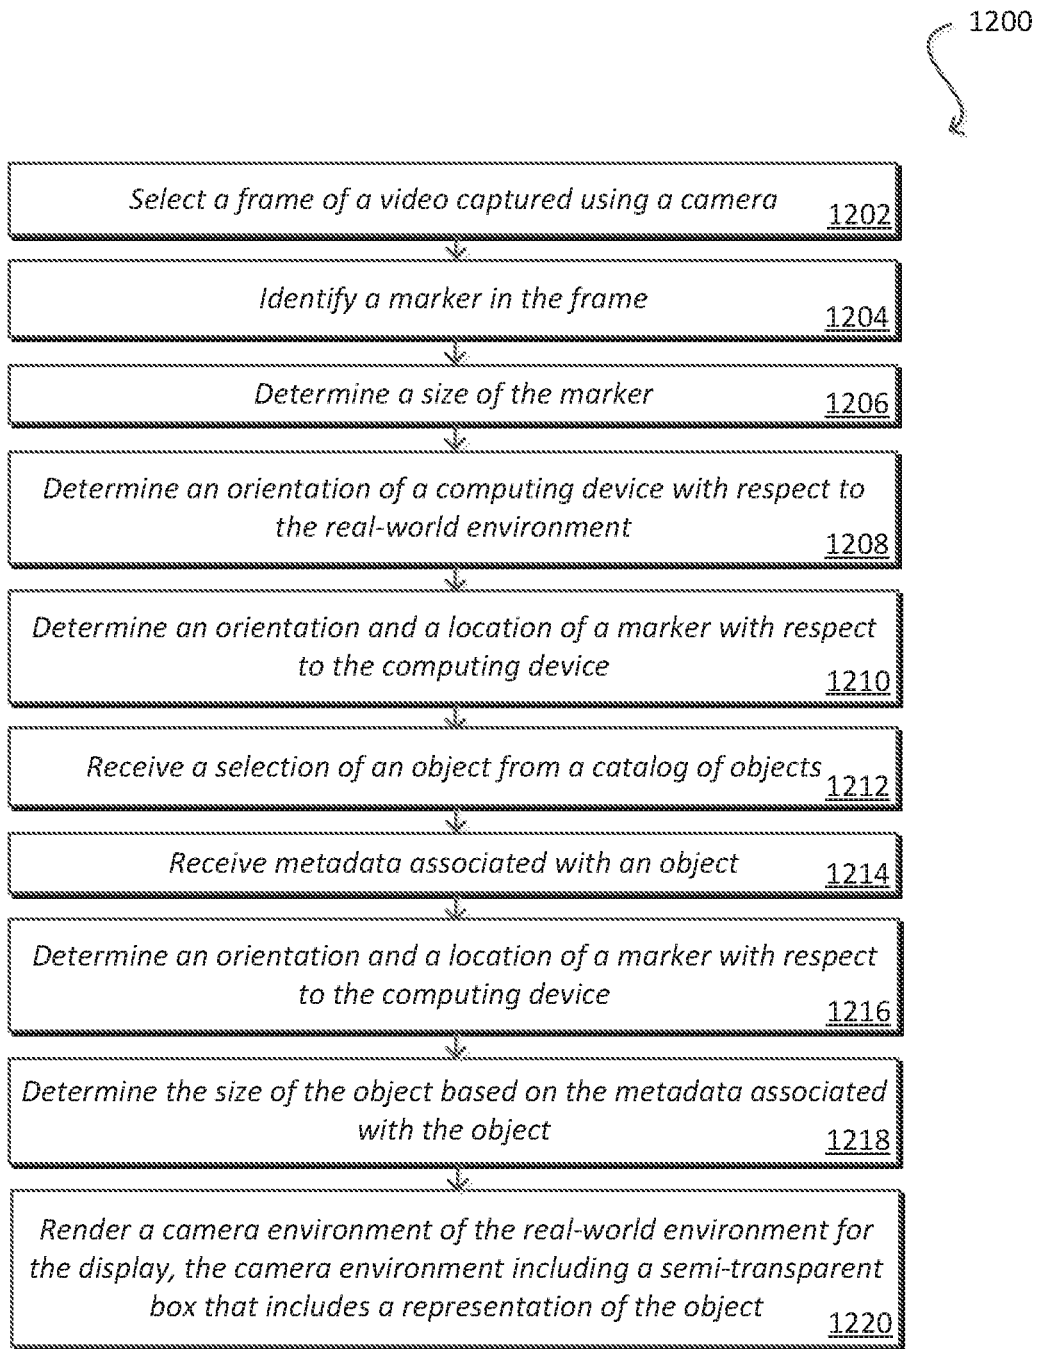 1200
Select a frame of a video captured using a camera
1202
Identify a marker in the frame
1204
Determine a size of the marker
1206
Determine an orientation of a computing device with respect to
the real-world environment
1208
Determine an orientation and a location of a marker with respect
to the computing device
1210
Receive a selection of an object from a catalog of objects
1212
Receive metadata associated with an object
1214
Determine an orientation and a location of a marker with respect
to the computing device
1216
Determine the size of the object based on the metadata associated
with the object
1218
Render a camera environment of the real-world environment for
the display, the camera environment including a semi-transparent
box that includes a representation of the object
1220